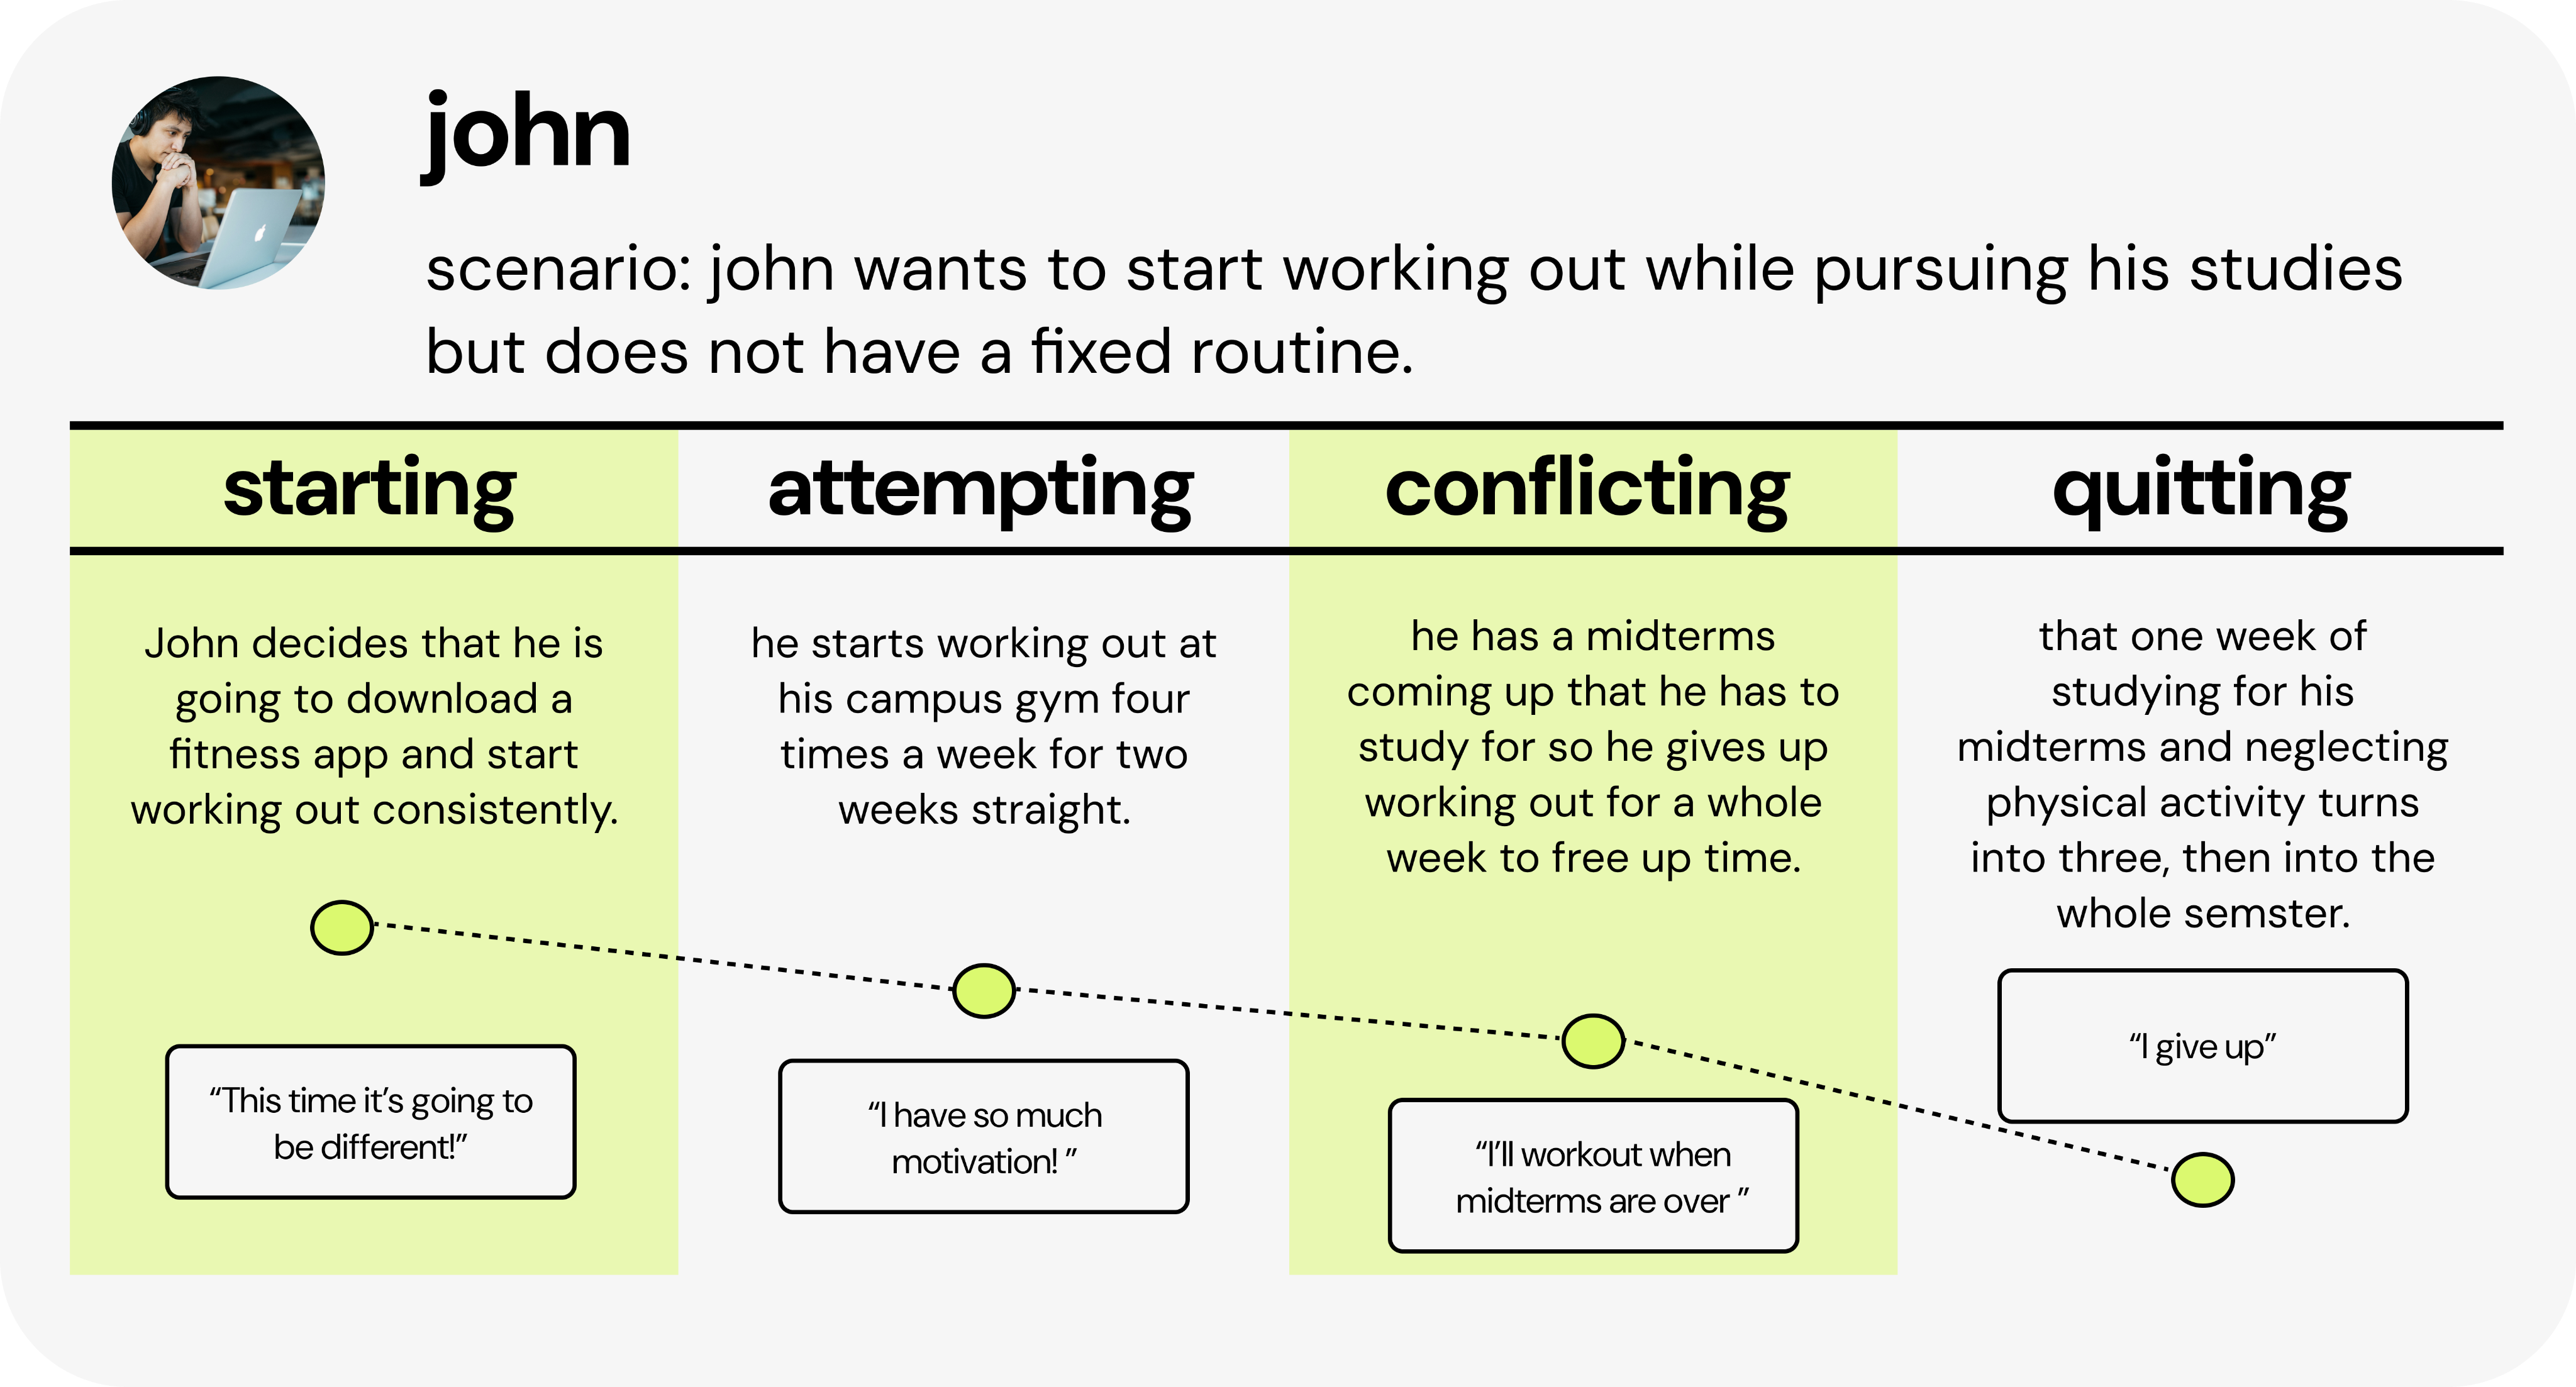 john
scenario: john wants to start working out while pursuing his studies
but does not have a fixed routine.
starting
attempting
conflicting
quitting
John decides that he is
going to download a
fitness app and start
working out consistently.
he starts working out at
his campus gym four
times a week for two
weeks straight.
he has a midterms
coming up that he has to
study for so he gives up
working out for a whole
week to free up time.
that one week of
studying for his
midterms and neglecting
physical activity turns
into three, then into the
whole semster.
“This time it’s going to
be different!”
“I have so much
motivation! ”
“I’ll workout when
midterms are over ”
“I give up”